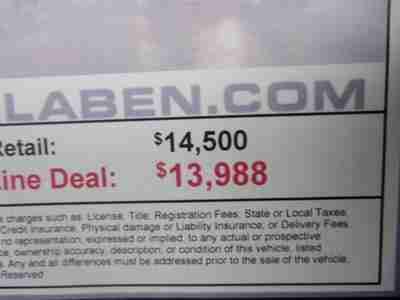 LABEN.COM
Retail: $14,500
ine Deal: $13,988
charges such as: License, Title, Registration Fees, State or Local Taxes,
Credit Insurance, Physical damage or Liability Insurance, or Delivery Fees.
no representation, expressed or implied, to any actual or prospective
ce, ownership accuracy, description, or condition of this vehicle, listed
. Any and all differences must be addressed prior to the sale of the vehicle.
Reserved